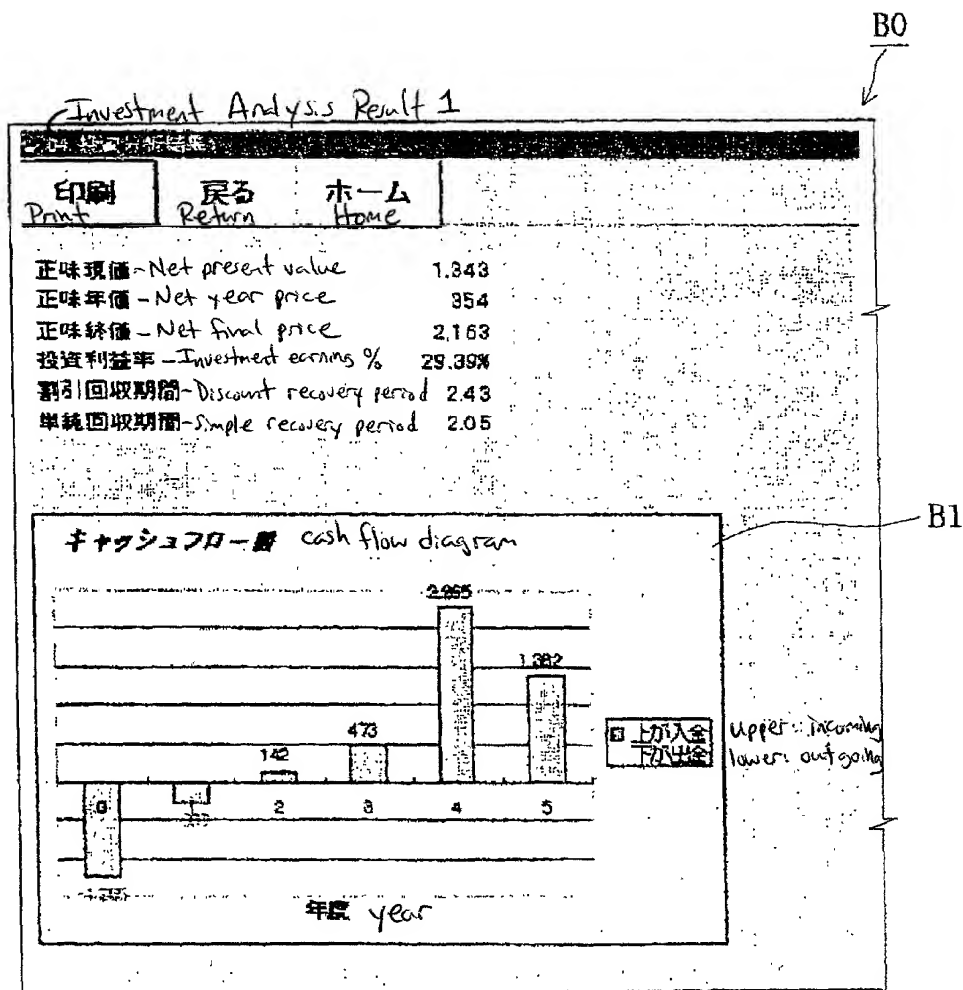 B0
Investment Analysis Result 1
印刷 戻る ホーム
Print Return Home
正味現価 - Net present value 1,343
正味年価 - Net year price 354
正味終価 - Net final price 2,163
投資利益率 - Investment earning % 29.39%
割引回収期間 - Discount recovery period 2.43
単純回収期間 - Simple recovery period 2.05
B1
キャッシュフロー図 cash flow diagram
1,382
473
142
上が入金 upper: incoming
下が出金 lower: outgoing
0 2 3 4 5
年度 year